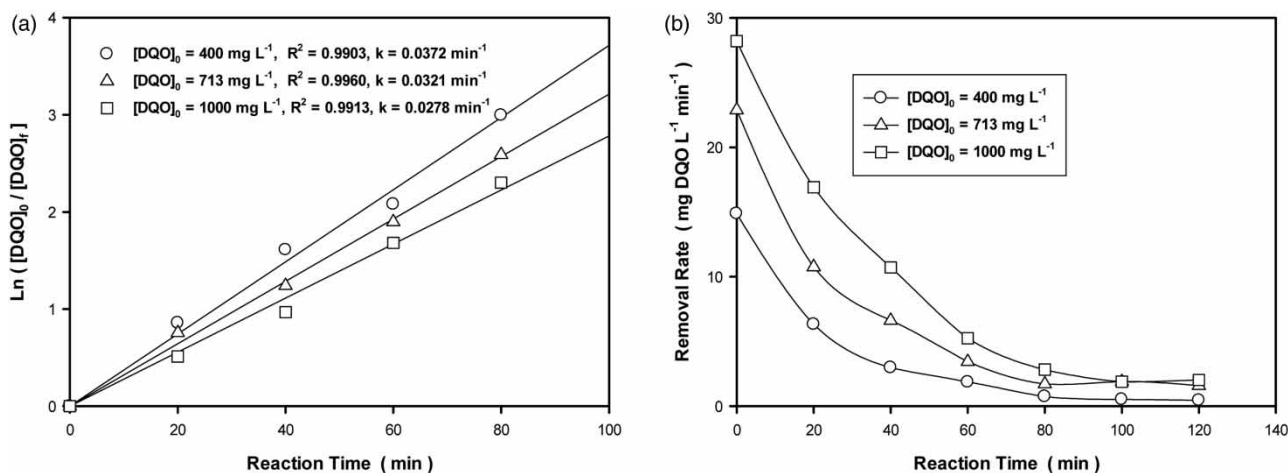 (a)
[DQO]₀ = 400 mg L⁻¹, R² = 0.9903, k = 0.0372 min⁻¹
[DQO]₀ = 713 mg L⁻¹, R² = 0.9960, k = 0.0321 min⁻¹
[DQO]₀ = 1000 mg L⁻¹, R² = 0.9913, k = 0.0278 min⁻¹
Ln ( [DQO]₀ / [DQO]f )
4
3
2
1
0
0 20 40 60 80 100
Reaction Time ( min )
(b)
[DQO]₀ = 400 mg L⁻¹
[DQO]₀ = 713 mg L⁻¹
[DQO]₀ = 1000 mg L⁻¹
Removal Rate ( mg DQO L⁻¹ min⁻¹ )
30
20
10
0
0 20 40 60 80 100 120 140
Reaction Time ( min )